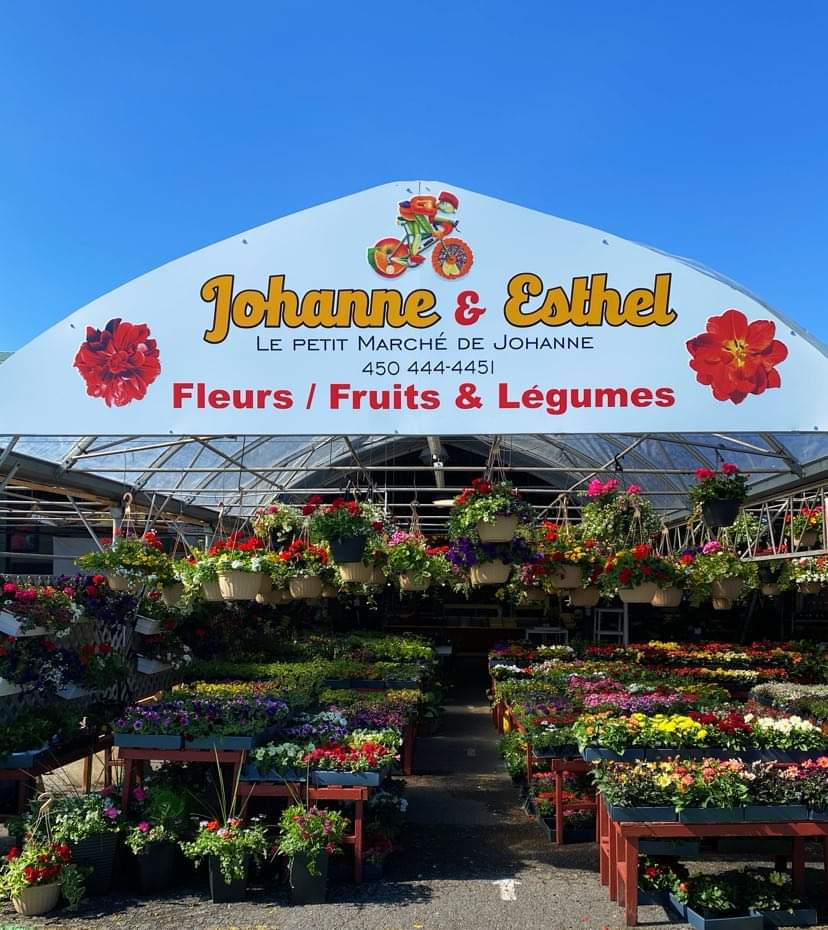 Johanne & Esthel
LE PETIT MARCHÉ DE JOHANNE
450 444-4451
Fleurs / Fruits & Légumes